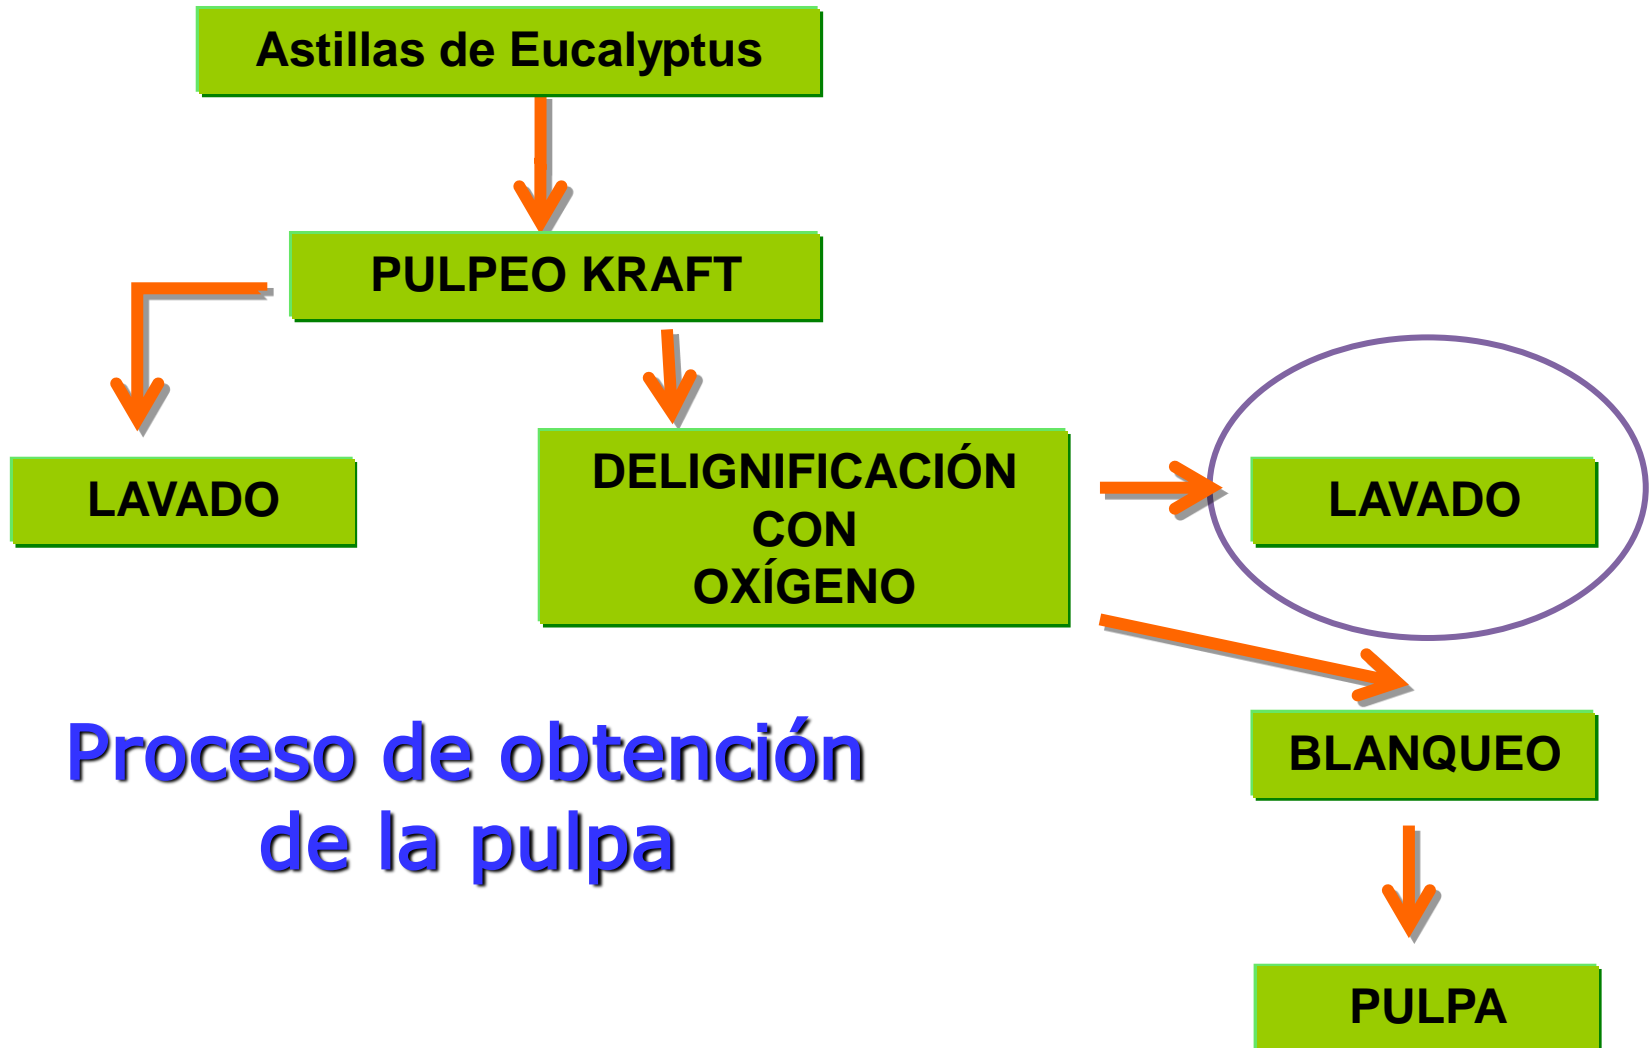 Astillas de Eucalyptus
PULPEO KRAFT
LAVADO
DELIGNIFICACIÓN
CON
OXÍGENO
LAVADO
Proceso de obtención
de la pulpa
BLANQUEO
PULPA